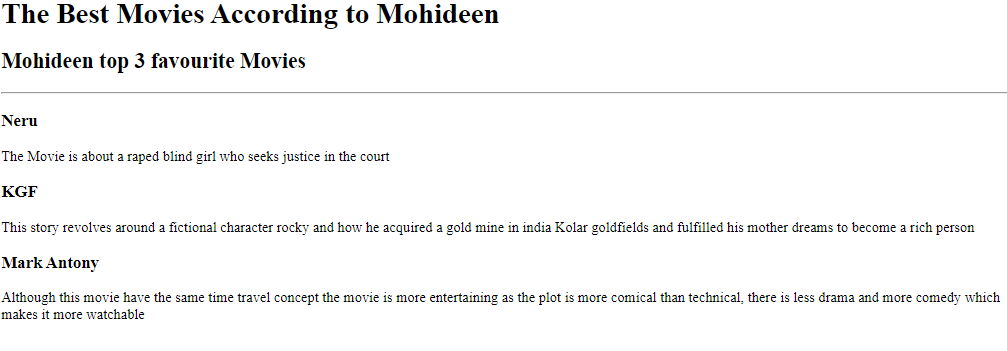 The Best Movies According to Mohideen
Mohideen top 3 favourite Movies
Neru
The Movie is about a raped blind girl who seeks justice in the court
KGF
This story revolves around a fictional character rocky and how he acquired a gold mine in india Kolar goldfields and fulfilled his mother dreams to become a rich person
Mark Antony
Although this movie have the same time travel concept the movie is more entertaining as the plot is more comical than technical, there is less drama and more comedy which
makes it more watchable